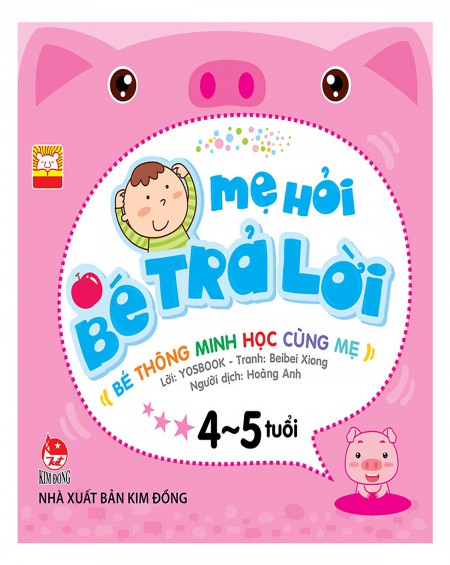 MẸ HỎI
BÉ TRẢ LỜI
BÉ THÔNG MINH HỌC CÙNG MẸ
Lời: YOSBOOK - Tranh: Beibei Xiong
Người dịch: Hoàng Anh
4~5 tuổi
KIM ĐỒNG
NHÀ XUẤT BẢN KIM ĐỒNG